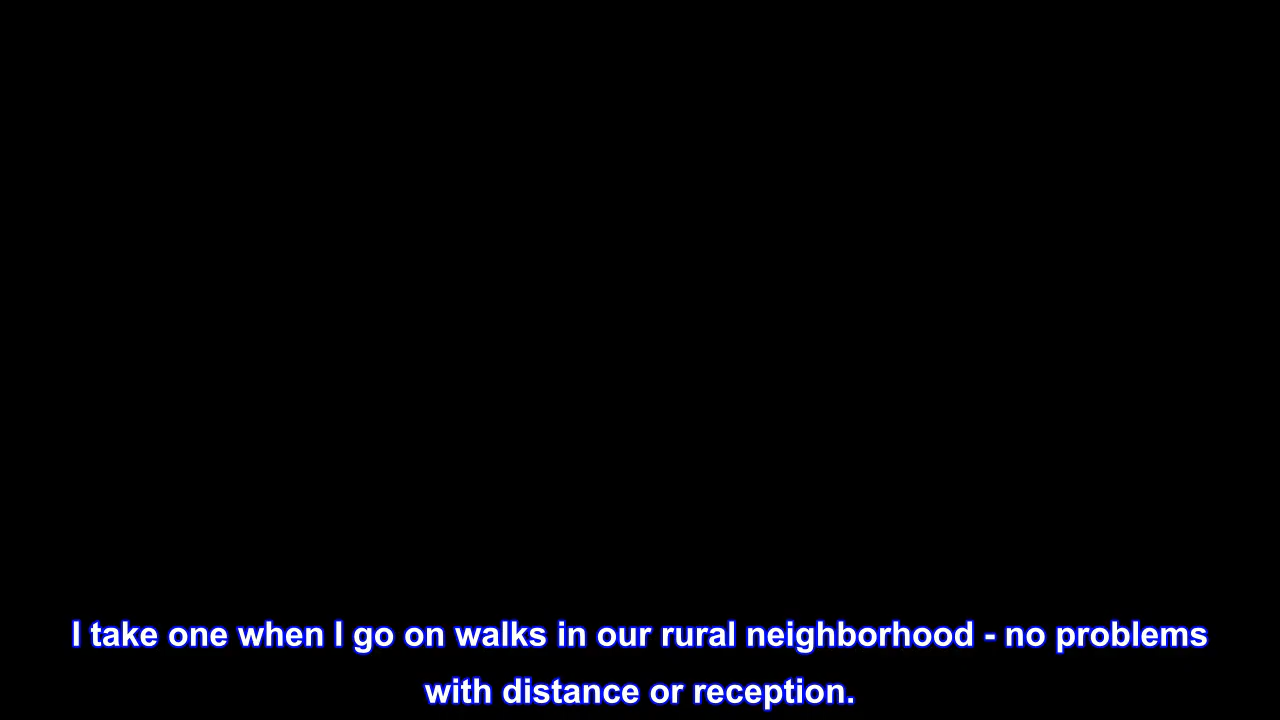 I take one when I go on walks in our rural neighborhood - no problems
with distance or reception.